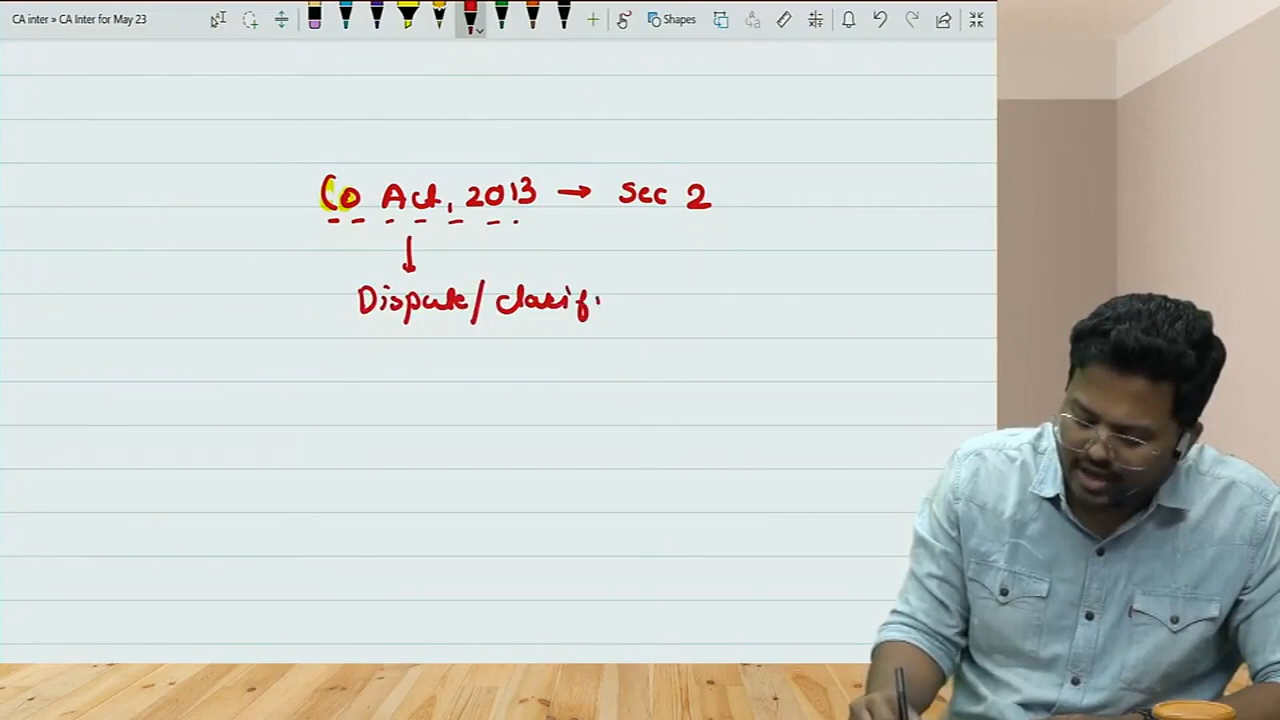 CA inter » CA Inter for May 23
Shapes
Co Act, 2013 → Sec 2
↓
Dispute/ clarif